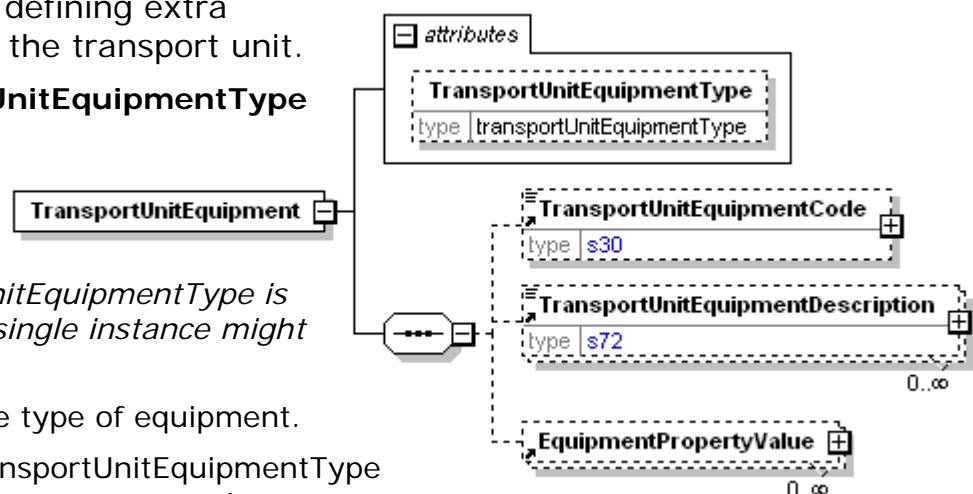 defining extra
the transport unit.
UnitEquipmentType
nitEquipmentType is
single instance might
e type of equipment.
nsportUnitEquipmentType
attributes
TransportUnitEquipmentType
type transportUnitEquipmentType
TransportUnitEquipment
TransportUnitEquipmentCode
type s30
TransportUnitEquipmentDescription
type s72
0..∞
EquipmentPropertyValue
0..∞